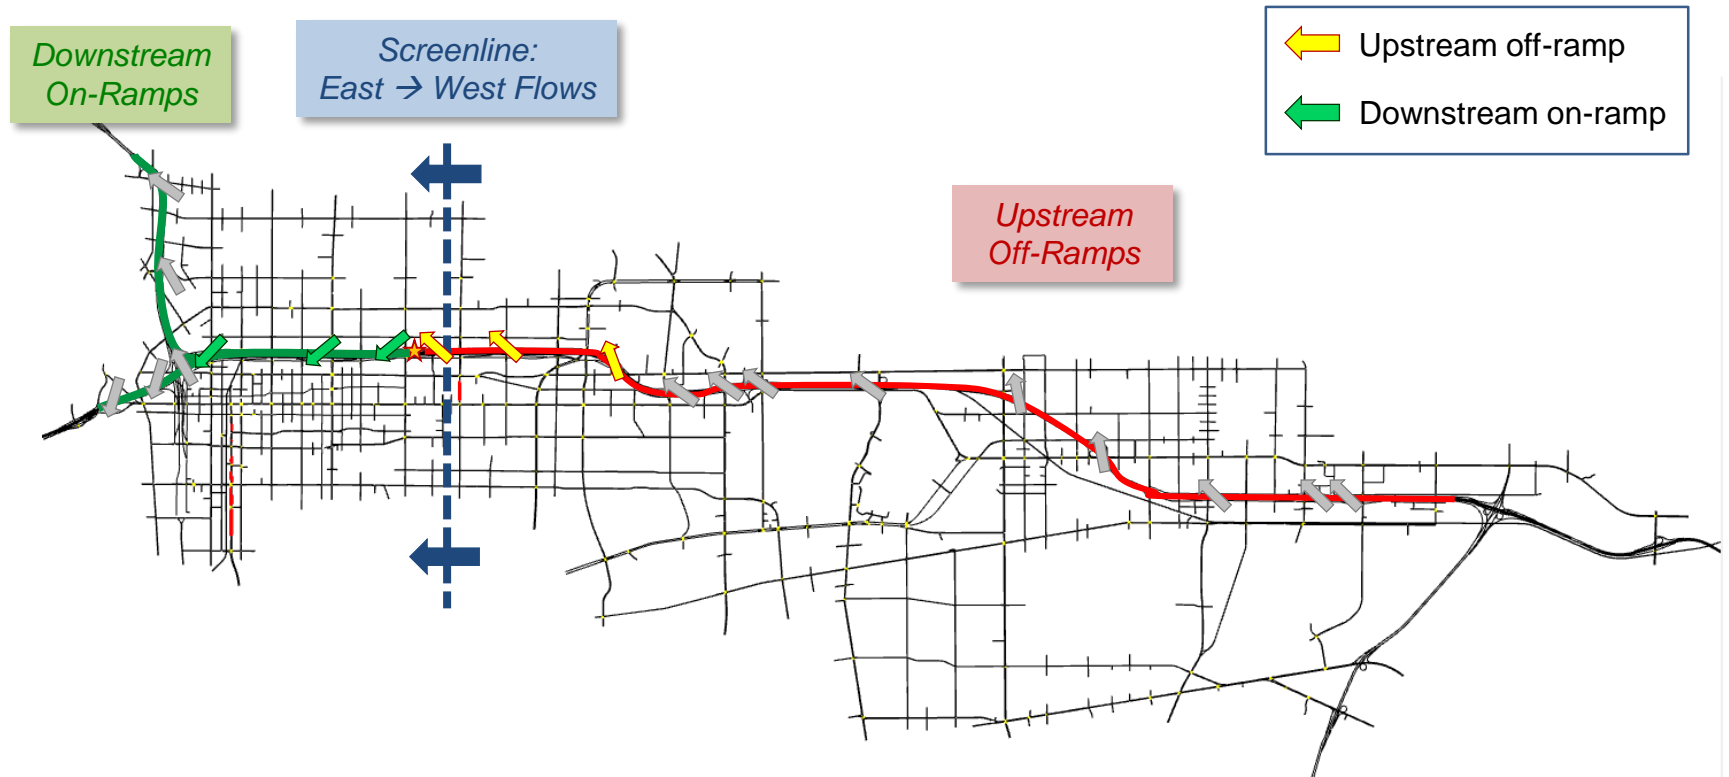 Downstream
On-Ramps
Screenline:
East → West Flows
Upstream off-ramp
Downstream on-ramp
Upstream
Off-Ramps